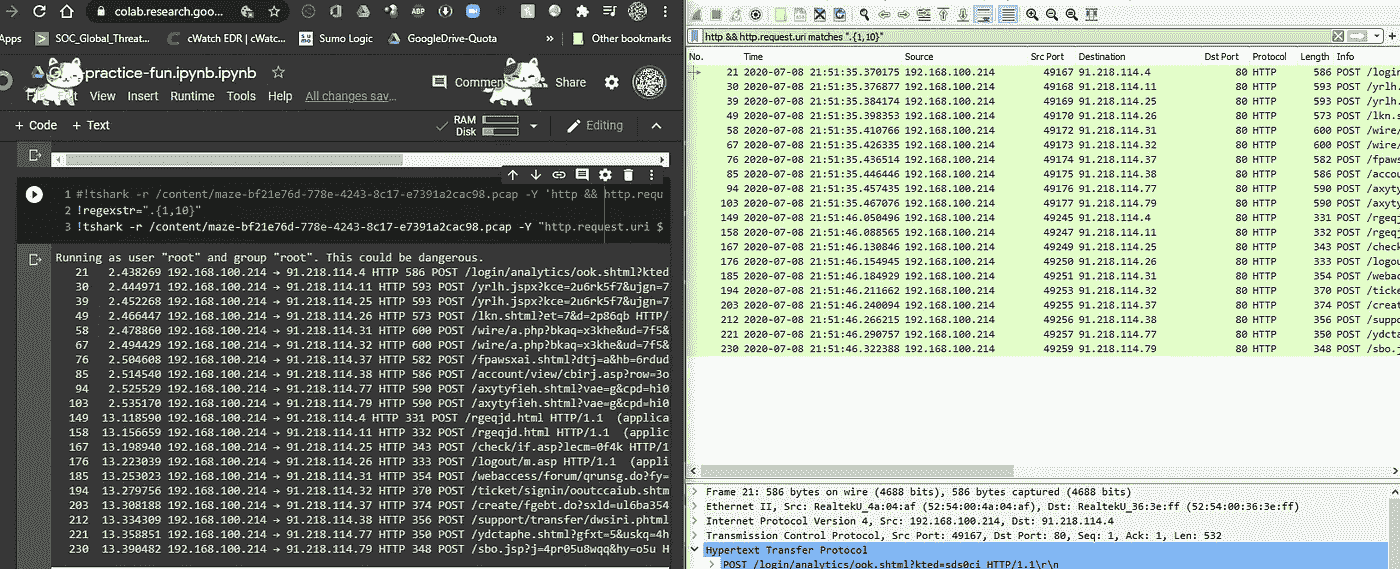 colab.research.goo...
ABP
Apps
SOC_Global_Threat...
cWatch EDR | cWatc...
Sumo Logic
GoogleDrive-Quota
»
Other bookmarks
-practice-fun.ipynb.ipynb
Commen
Share
View Insert Runtime Tools Help All changes sav...
+ Code + Text
RAM
Disk
Editing
1 #!tshark -r /content/maze-bf21e76d-778e-4243-8c17-e7391a2cac98.pcap -Y 'http && http.requ
2 !regexstr=".{1,10}"
3 !tshark -r /content/maze-bf21e76d-778e-4243-8c17-e7391a2cac98.pcap -Y "http.request.uri $
Running as user "root" and group "root". This could be dangerous.
21 2.438269 192.168.100.214 → 91.218.114.4 HTTP 586 POST /login/analytics/ook.shtml?kted
30 2.444971 192.168.100.214 → 91.218.114.11 HTTP 593 POST /yrlh.jspx?kce=2u6rk5f7&ujgn=7
39 2.452268 192.168.100.214 → 91.218.114.25 HTTP 593 POST /yrlh.jspx?kce=2u6rk5f7&ujgn=7
49 2.466447 192.168.100.214 → 91.218.114.26 HTTP 573 POST /lkn.shtml?et=7&d=2p86qb HTTP/
58 2.478860 192.168.100.214 → 91.218.114.31 HTTP 600 POST /wire/a.php?bkaq=x3khe&ud=7f5&
67 2.494429 192.168.100.214 → 91.218.114.32 HTTP 600 POST /wire/a.php?bkaq=x3khe&ud=7f5&
76 2.504608 192.168.100.214 → 91.218.114.37 HTTP 582 POST /fpawsxai.shtml?dtj=a&hb=6rdud
85 2.514540 192.168.100.214 → 91.218.114.38 HTTP 586 POST /account/view/cbirj.asp?row=3o
94 2.525529 192.168.100.214 → 91.218.114.77 HTTP 590 POST /axytyfieh.shtml?vae=g&cpd=hi0
103 2.535170 192.168.100.214 → 91.218.114.79 HTTP 590 POST /axytyfieh.shtml?vae=g&cpd=hi0
149 13.118590 192.168.100.214 → 91.218.114.4 HTTP 331 POST /rgeqjd.html HTTP/1.1 (applica
158 13.156659 192.168.100.214 → 91.218.114.11 HTTP 332 POST /rgeqjd.html HTTP/1.1 (applic
167 13.198940 192.168.100.214 → 91.218.114.25 HTTP 343 POST /check/if.asp?lecm=0f4k HTTP/1
176 13.223039 192.168.100.214 → 91.218.114.26 HTTP 333 POST /logout/m.asp HTTP/1.1 (appli
185 13.253023 192.168.100.214 → 91.218.114.31 HTTP 354 POST /webaccess/forum/qrunsg.do?fy=
194 13.279756 192.168.100.214 → 91.218.114.32 HTTP 370 POST /ticket/signin/ooutccaiub.shtm
203 13.308188 192.168.100.214 → 91.218.114.37 HTTP 374 POST /create/fgebt.do?sxld=ul6ba354
212 13.334309 192.168.100.214 → 91.218.114.38 HTTP 356 POST /support/transfer/dwsiri.phtml
221 13.358851 192.168.100.214 → 91.218.114.77 HTTP 350 POST /ydctaphe.shtml?gfxt=5&uskq=4h
230 13.390482 192.168.100.214 → 91.218.114.79 HTTP 348 POST /sbo.jsp?j=4pr05u8wqq&hy=o5u H
http && http.request.uri matches ".{1,10}"
No. Time Source Src Port Destination Dst Port Protocol Length Info
21 2020-07-08 21:51:35.370175 192.168.100.214 49167 91.218.114.4 80 HTTP 586 POST /login
30 2020-07-08 21:51:35.376877 192.168.100.214 49168 91.218.114.11 80 HTTP 593 POST /yrlh.
39 2020-07-08 21:51:35.384174 192.168.100.214 49169 91.218.114.25 80 HTTP 593 POST /yrlh.
49 2020-07-08 21:51:35.398353 192.168.100.214 49170 91.218.114.26 80 HTTP 573 POST /lkn.s
58 2020-07-08 21:51:35.410766 192.168.100.214 49172 91.218.114.31 80 HTTP 600 POST /wire/
67 2020-07-08 21:51:35.426335 192.168.100.214 49173 91.218.114.32 80 HTTP 600 POST /wire/
76 2020-07-08 21:51:35.436514 192.168.100.214 49174 91.218.114.37 80 HTTP 582 POST /fpaws
85 2020-07-08 21:51:35.446446 192.168.100.214 49175 91.218.114.38 80 HTTP 586 POST /accou
94 2020-07-08 21:51:35.457435 192.168.100.214 49176 91.218.114.77 80 HTTP 590 POST /axyty
103 2020-07-08 21:51:35.467076 192.168.100.214 49177 91.218.114.79 80 HTTP 590 POST /axyty
149 2020-07-08 21:51:46.050496 192.168.100.214 49245 91.218.114.4 80 HTTP 331 POST /rgeqj
158 2020-07-08 21:51:46.088565 192.168.100.214 49247 91.218.114.11 80 HTTP 332 POST /rgeqj
167 2020-07-08 21:51:46.130846 192.168.100.214 49249 91.218.114.25 80 HTTP 343 POST /check
176 2020-07-08 21:51:46.154945 192.168.100.214 49250 91.218.114.26 80 HTTP 333 POST /logou
185 2020-07-08 21:51:46.184929 192.168.100.214 49251 91.218.114.31 80 HTTP 354 POST /webac
194 2020-07-08 21:51:46.211662 192.168.100.214 49253 91.218.114.32 80 HTTP 370 POST /ticke
203 2020-07-08 21:51:46.240094 192.168.100.214 49255 91.218.114.37 80 HTTP 374 POST /creat
212 2020-07-08 21:51:46.266215 192.168.100.214 49256 91.218.114.38 80 HTTP 356 POST /suppo
221 2020-07-08 21:51:46.290757 192.168.100.214 49257 91.218.114.77 80 HTTP 350 POST /ydcta
230 2020-07-08 21:51:46.322388 192.168.100.214 49259 91.218.114.79 80 HTTP 348 POST /sbo.j
Frame 21: 586 bytes on wire (4688 bits), 586 bytes captured (4688 bits)
Ethernet II, Src: RealtekU_4a:04:af (52:54:00:4a:04:af), Dst: RealtekU_36:3e:ff (52:54:00:36:3e:ff)
Internet Protocol Version 4, Src: 192.168.100.214, Dst: 91.218.114.4
Transmission Control Protocol, Src Port: 49167, Dst Port: 80, Seq: 1, Ack: 1, Len: 532
Hypertext Transfer Protocol
POST /login/analytics/ook.shtml?kted=sds0ci HTTP/1.1\r\n